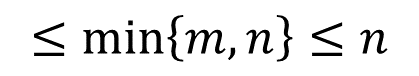 ≤ min{m, n} ≤ n